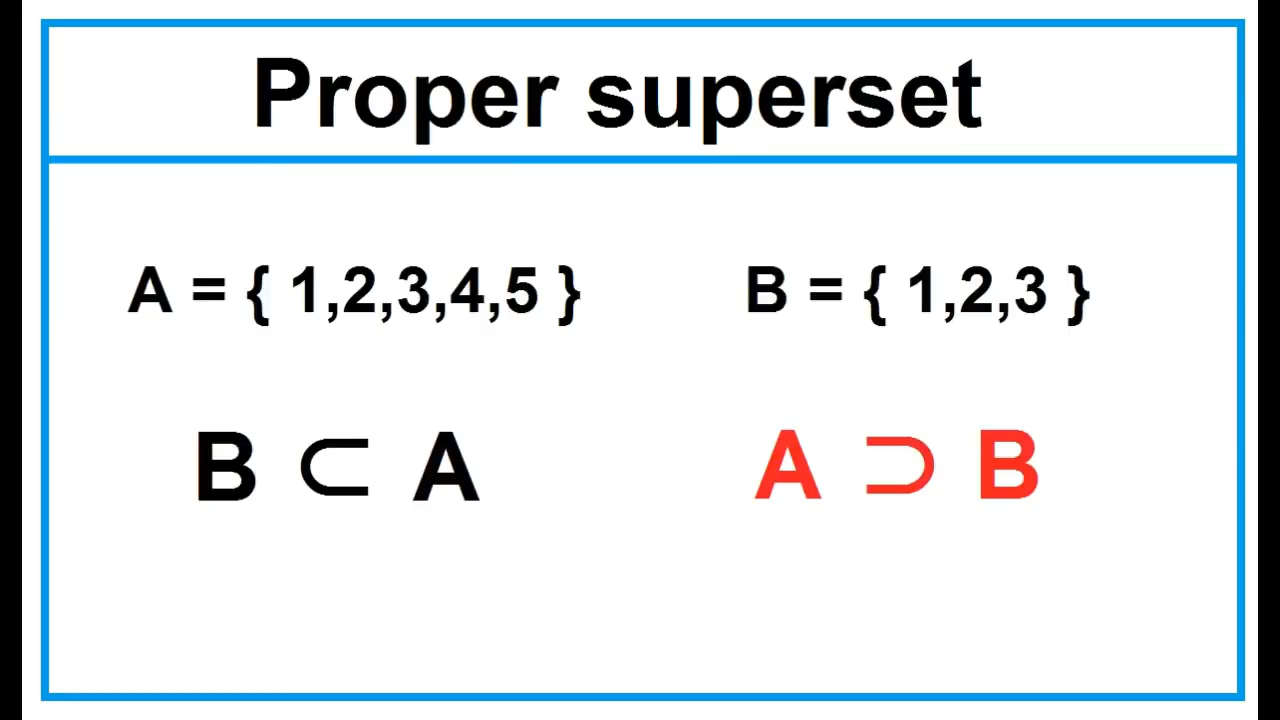 Proper superset
A = { 1,2,3,4,5 } B = { 1,2,3 }
B ⊂ A A ⊃ B